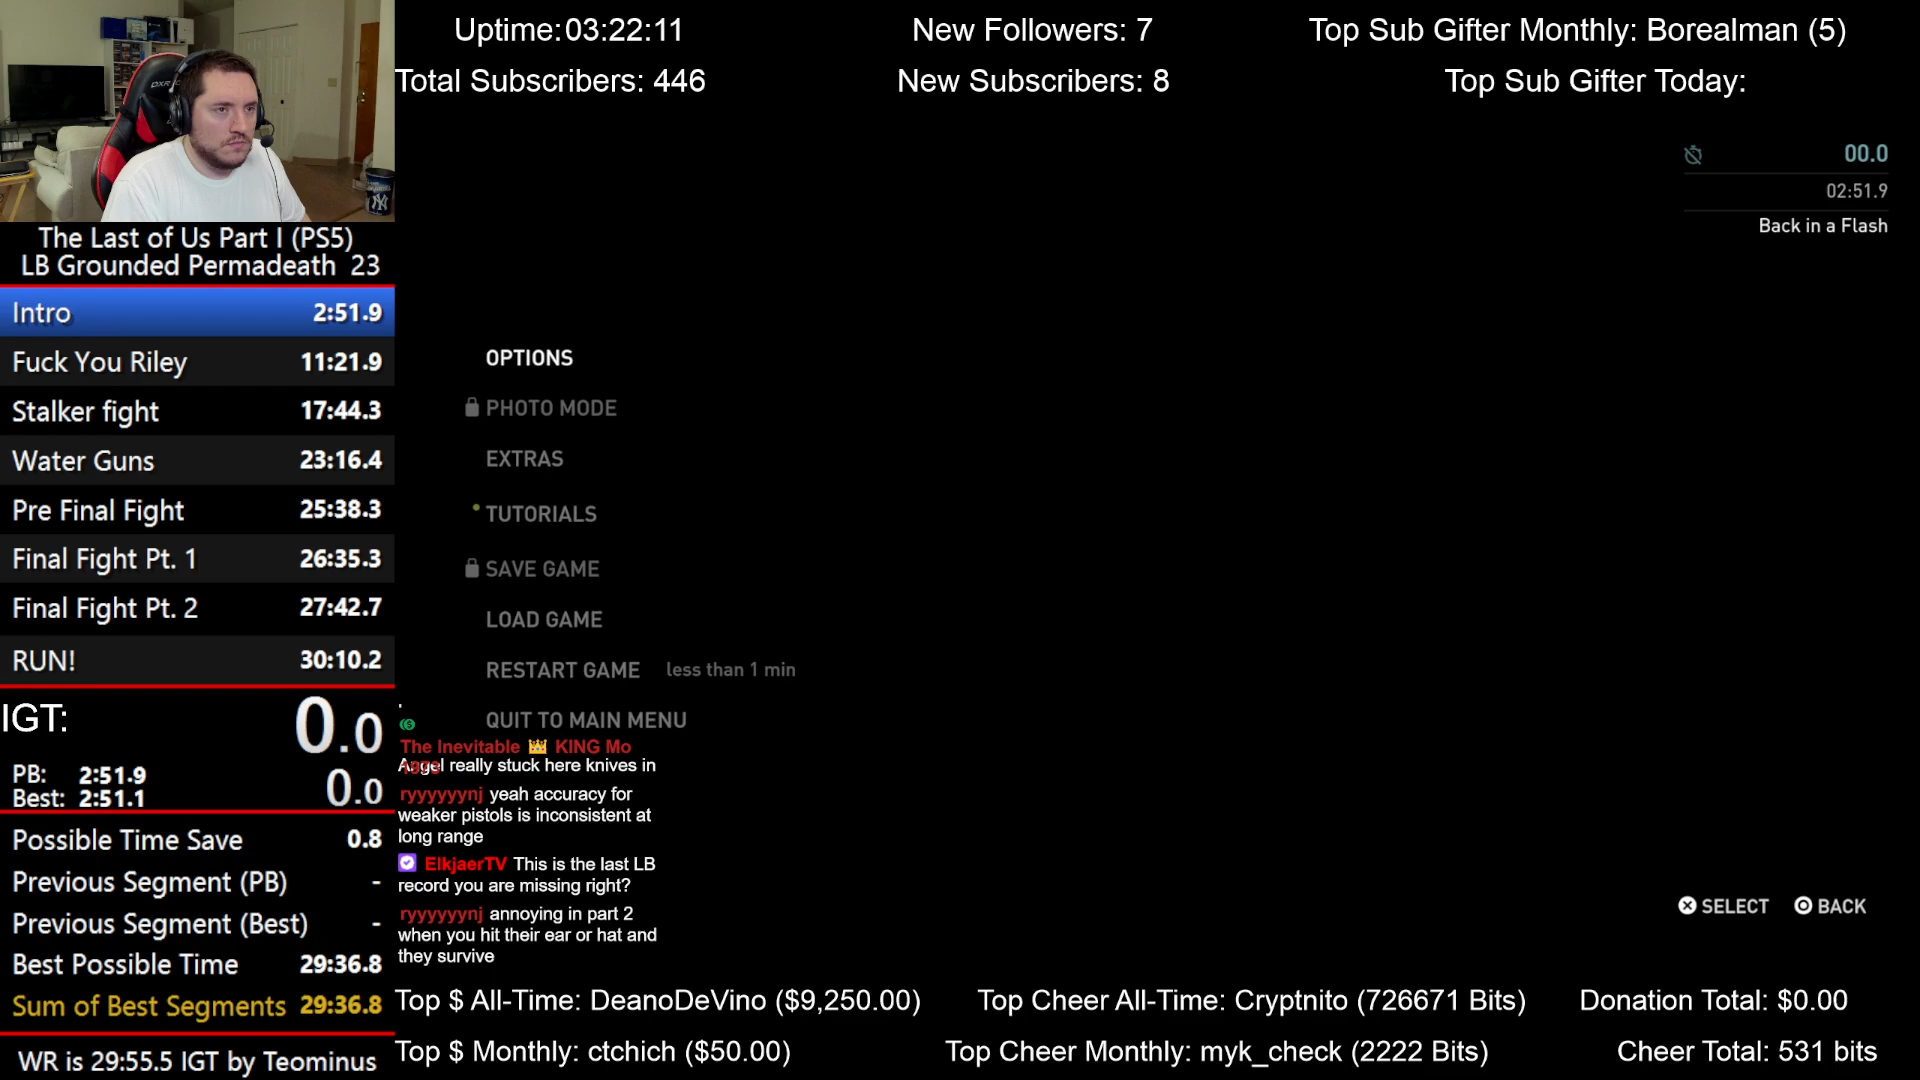 Uptime: 03:22:11
New Followers: 7
Top Sub Gifter Monthly: Borealman (5)
Total Subscribers: 446
New Subscribers: 8
Top Sub Gifter Today:
00.0
02:51.9
Back in a Flash
The Last of Us Part I (PS5)
LB Grounded Permadeath 23
Intro 2:51.9
Fuck You Riley 11:21.9
Stalker fight 17:44.3
Water Guns 23:16.4
Pre Final Fight 25:38.3
Final Fight Pt. 1 26:35.3
Final Fight Pt. 2 27:42.7
RUN! 30:10.2
IGT: 0.0
PB: 2:51.9 0.0
Best: 2:51.1
Possible Time Save 0.8
Previous Segment (PB) -
Previous Segment (Best) -
Best Possible Time 29:36.8
Sum of Best Segments 29:36.8
WR is 29:55.5 IGT by Teominus
OPTIONS
PHOTO MODE
EXTRAS
TUTORIALS
SAVE GAME
LOAD GAME
RESTART GAME less than 1 min
QUIT TO MAIN MENU
The Inevitable 👑 KING Mo
really stuck here knives in
ryyyyyynj yeah accuracy for
weaker pistols is inconsistent at
long range
ElkjaerTV This is the last LB
record you are missing right?
ryyyyyynj annoying in part 2
when you hit their ear or hat and
they survive
SELECT BACK
Top $ All-Time: DeanoDeVino ($9,250.00)
Top Cheer All-Time: Cryptnito (726671 Bits)
Donation Total: $0.00
Top $ Monthly: ctchich ($50.00)
Top Cheer Monthly: myk_check (2222 Bits)
Cheer Total: 531 bits